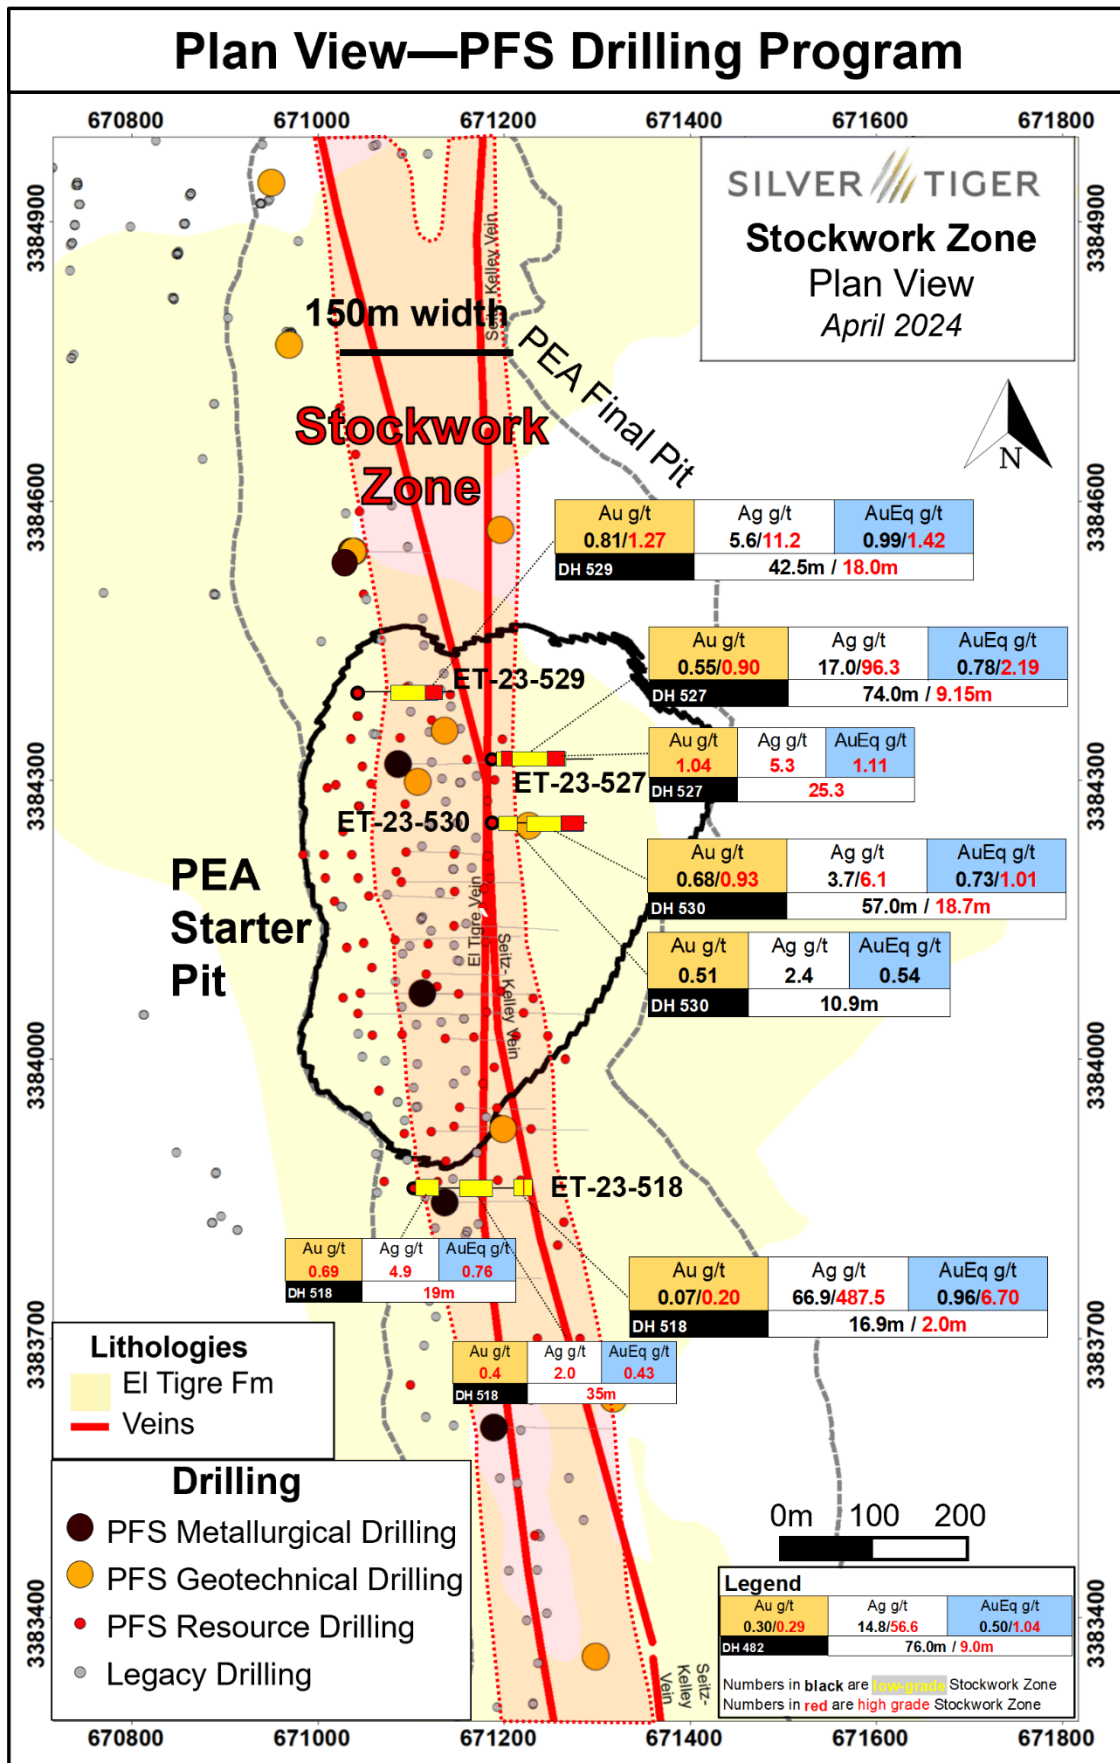 Plan View—PFS Drilling Program
670800 671000 671200 671400 671600 671800
3384900
3384600
3384300
3384000
3383700
3383400
3384900
3384600
3384300
3384000
3383700
3383400
SILVER TIGER
Stockwork Zone
Plan View
April 2024
N
Seitz- Kelley Vein
150m width
PEA Final Pit
Stockwork
Zone
Au g/t Ag g/t AuEq g/t
0.81/1.27 5.6/11.2 0.99/1.42
DH 529 42.5m / 18.0m
Au g/t Ag g/t AuEq g/t
0.55/0.90 17.0/96.3 0.78/2.19
DH 527 74.0m / 9.15m
ET-23-529
Au g/t Ag g/t AuEq g/t
1.04 5.3 1.11
DH 527 25.3
ET-23-527
ET-23-530
Au g/t Ag g/t AuEq g/t
0.68/0.93 3.7/6.1 0.73/1.01
DH 530 57.0m / 18.7m
PEA
Starter
Pit
El Tigre Vein
Seitz- Kelley Vein
Au g/t Ag g/t AuEq g/t
0.51 2.4 0.54
DH 530 10.9m
ET-23-518
Au g/t Ag g/t AuEq g/t
0.69 4.9 0.76
DH 518 19m
Au g/t Ag g/t AuEq g/t
0.07/0.20 66.9/487.5 0.96/6.70
DH 518 16.9m / 2.0m
Au g/t Ag g/t AuEq g/t
0.4 2.0 0.43
DH 518 35m
Lithologies
El Tigre Fm
Veins
Drilling
PFS Metallurgical Drilling
PFS Geotechnical Drilling
PFS Resource Drilling
Legacy Drilling
0m 100 200
Seitz-
Kelley
Vein
Legend
Au g/t Ag g/t AuEq g/t
0.30/0.29 14.8/56.6 0.50/1.04
DH 482 76.0m / 9.0m
Numbers in black are low-grade Stockwork Zone
Numbers in red are high grade Stockwork Zone
670800 671000 671200 671400 671600 671800